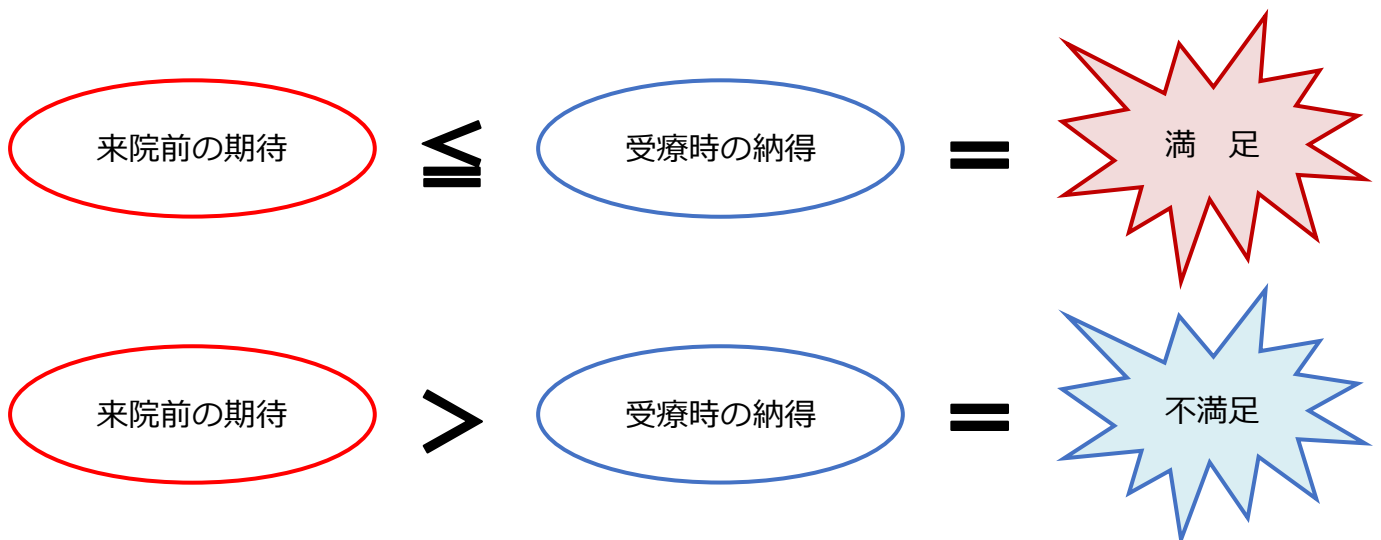 来院前の期待 ≦ 受療時の納得 = 満　足
来院前の期待 > 受療時の納得 = 不満足